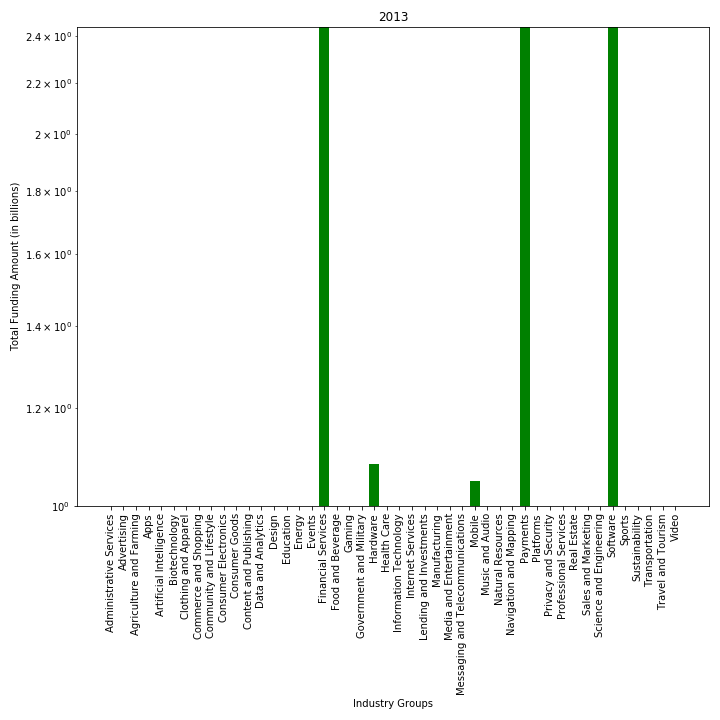 2013
Total Funding Amount (in billions)
2.4 × 10⁰
2.2 × 10⁰
2 × 10⁰
1.8 × 10⁰
1.6 × 10⁰
1.4 × 10⁰
1.2 × 10⁰
10⁰
Administrative Services
Advertising
Agriculture and Farming
Apps
Artificial Intelligence
Biotechnology
Clothing and Apparel
Commerce and Shopping
Community and Lifestyle
Consumer Electronics
Consumer Goods
Content and Publishing
Data and Analytics
Design
Education
Energy
Events
Financial Services
Food and Beverage
Gaming
Government and Military
Hardware
Health Care
Information Technology
Internet Services
Lending and Investments
Manufacturing
Media and Entertainment
Messaging and Telecommunications
Mobile
Music and Audio
Natural Resources
Navigation and Mapping
Payments
Platforms
Privacy and Security
Professional Services
Real Estate
Sales and Marketing
Science and Engineering
Software
Sports
Sustainability
Transportation
Travel and Tourism
Video
Industry Groups